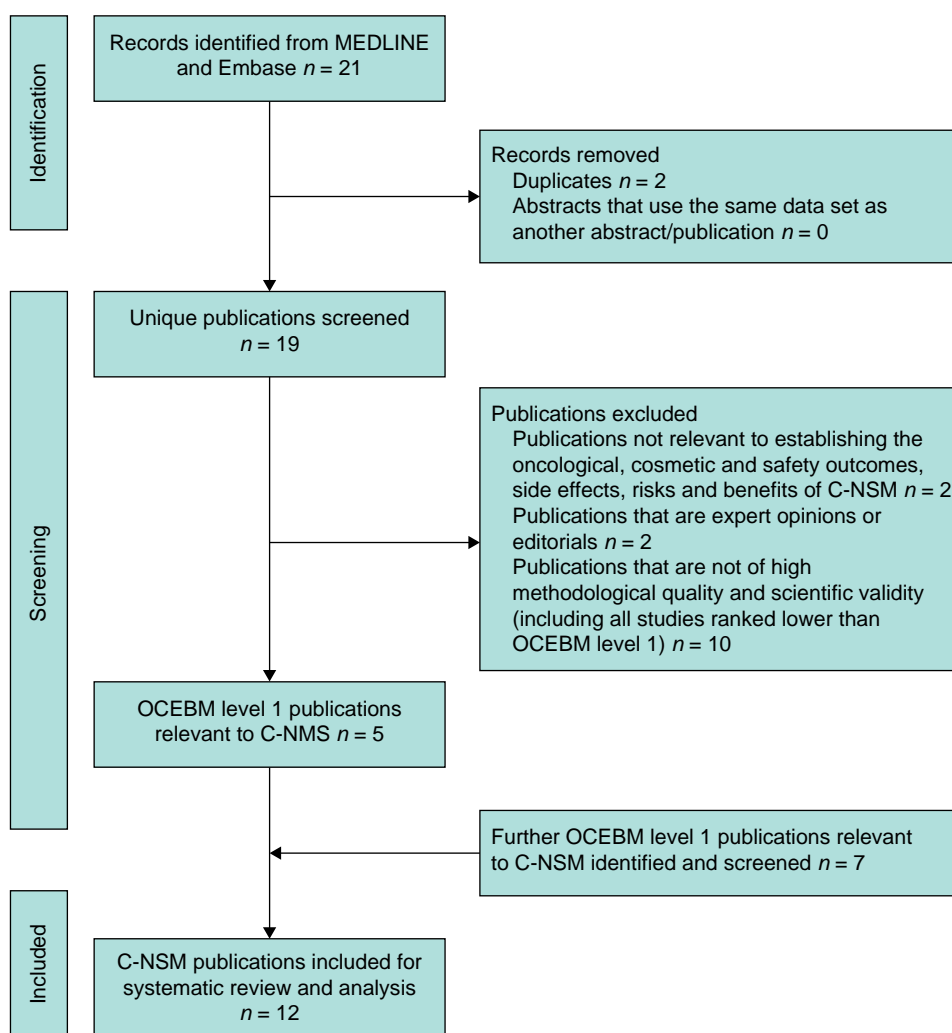 Identification
Records identified from MEDLINE
and Embase n = 21
Records removed
Duplicates n = 2
Abstracts that use the same data set as
another abstract/publication n = 0
Screening
Unique publications screened
n = 19
Publications excluded
Publications not relevant to establishing the
oncological, cosmetic and safety outcomes,
side effects, risks and benefits of C-NSM n = 2
Publications that are expert opinions or
editorials n = 2
Publications that are not of high
methodological quality and scientific validity
(including all studies ranked lower than
OCEBM level 1) n = 10
OCEBM level 1 publications
relevant to C-NMS n = 5
Further OCEBM level 1 publications relevant
to C-NSM identified and screened n = 7
Included
C-NSM publications included for
systematic review and analysis
n = 12